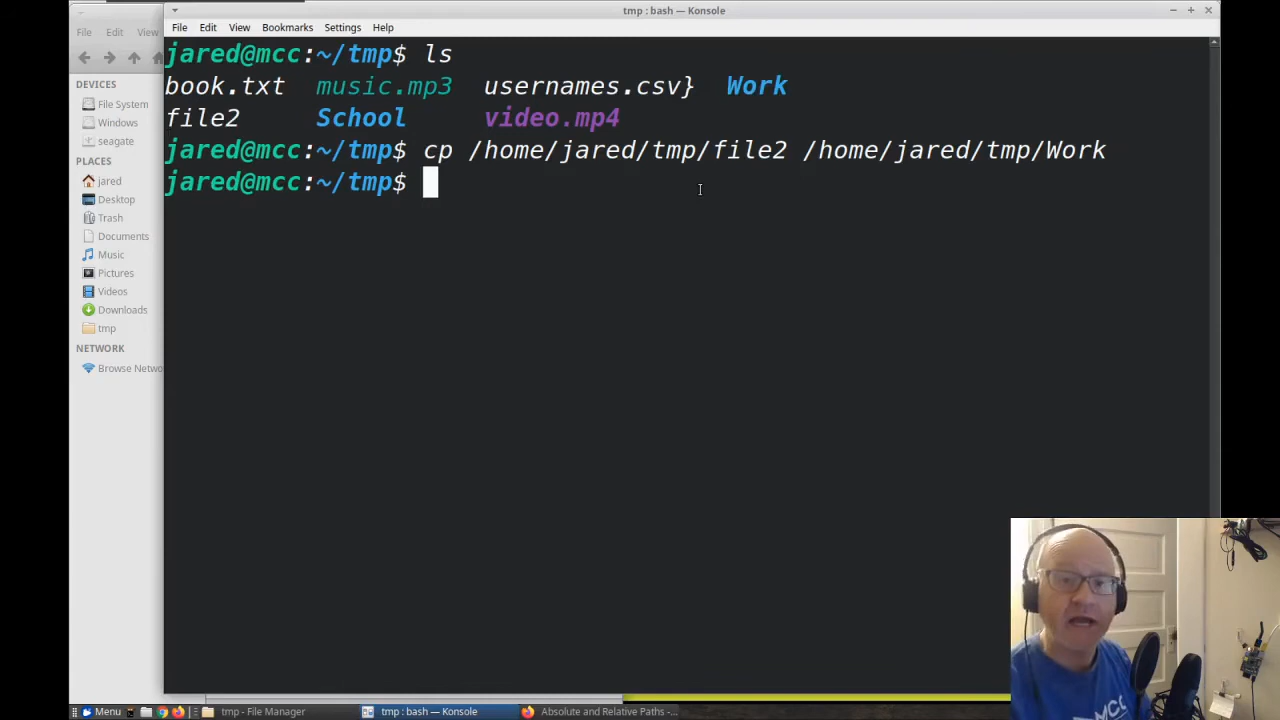 tmp : bash — Konsole
File Edit View
File Edit View Bookmarks Settings Help
DEVICES
File System
Windows
seagate
PLACES
jared
Desktop
Trash
Documents
Music
Pictures
Videos
Downloads
tmp
NETWORK
Browse Netwo
jared@mcc:~/tmp$ ls
book.txt music.mp3 usernames.csv} Work
file2 School video.mp4
jared@mcc:~/tmp$ cp /home/jared/tmp/file2 /home/jared/tmp/Work
jared@mcc:~/tmp$
MCC
Menu tmp - File Manager tmp : bash — Konsole Absolute and Relative Paths -...